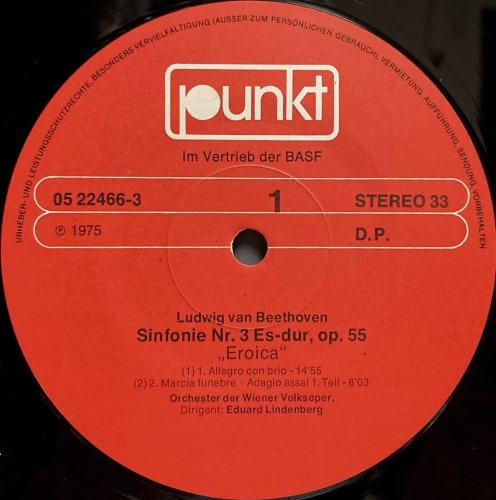 URHEBER- UND LEISTUNGSSCHUTZRECHTE, BESONDERS VERVIELFÄLTIGUNG (AUSSER ZUM PERSÖNLICHEN GEBRAUCH), VERMIETUNG, AUFFÜHRUNG, SENDUNG, VORBEHALTEN
punkt
Im Vertrieb der BASF
05 22466-3 1 STEREO 33
Ⓟ 1975 D.P.
Ludwig van Beethoven
Sinfonie Nr. 3 Es-dur, op. 55
„Eroica“
(1) 1. Allegro con brio - 14'55
(2) 2. Marcia funebre - Adagio assai 1. Teil - 8'03
Orchester der Wiener Volksoper,
Dirigent: Eduard Lindenberg